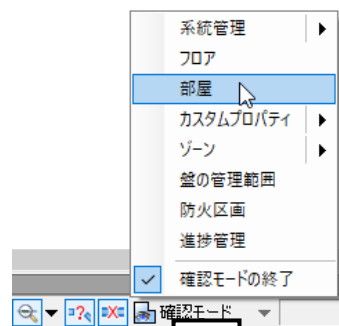 系統管理
フロア
部屋
カスタムプロパティ
ゾーン
盤の管理範囲
防火区画
進捗管理
確認モードの終了
確認モード